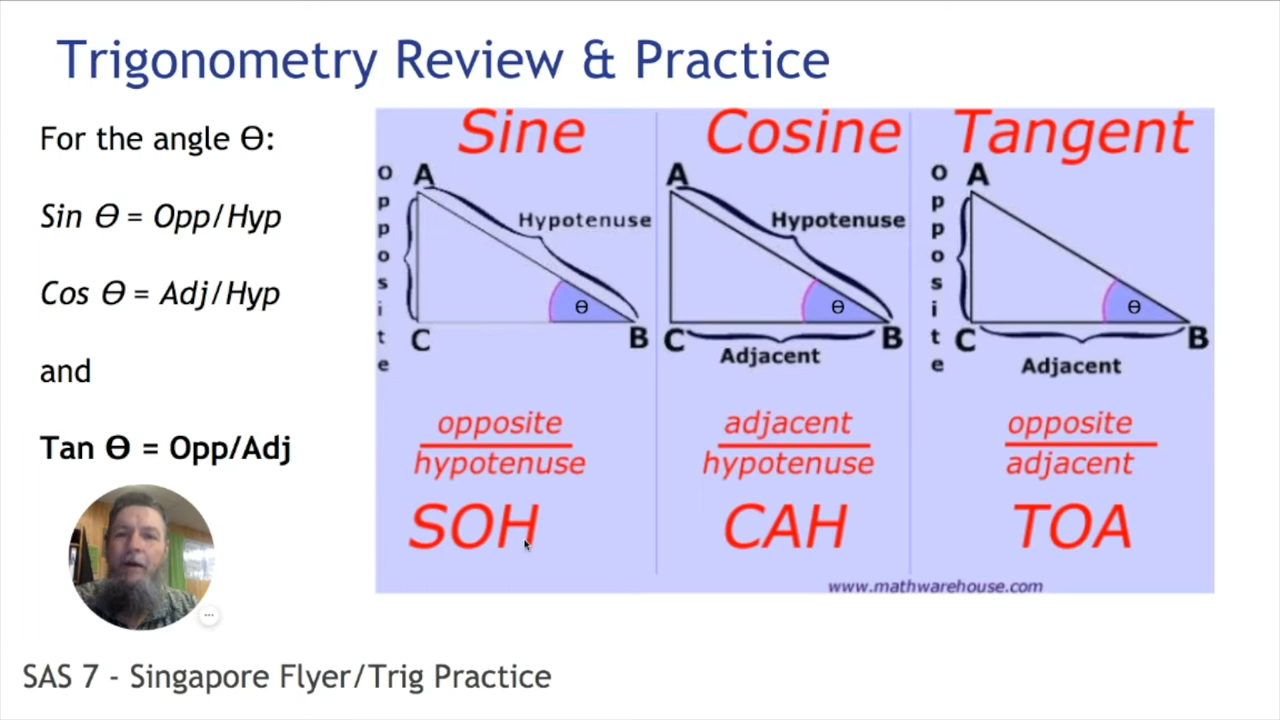 Trigonometry Review & Practice
For the angle Ɵ:
Sin Ɵ = Opp/Hyp
Cos Ɵ = Adj/Hyp
and
Tan Ɵ = Opp/Adj
Sine
opposite
A
Hypotenuse
Ɵ
C
B
opposite
hypotenuse
SOH
Cosine
A
Hypotenuse
Ɵ
C
B
Adjacent
adjacent
hypotenuse
CAH
Tangent
opposite
A
Ɵ
C
B
Adjacent
opposite
adjacent
TOA
www.mathwarehouse.com
SAS 7 - Singapore Flyer/Trig Practice